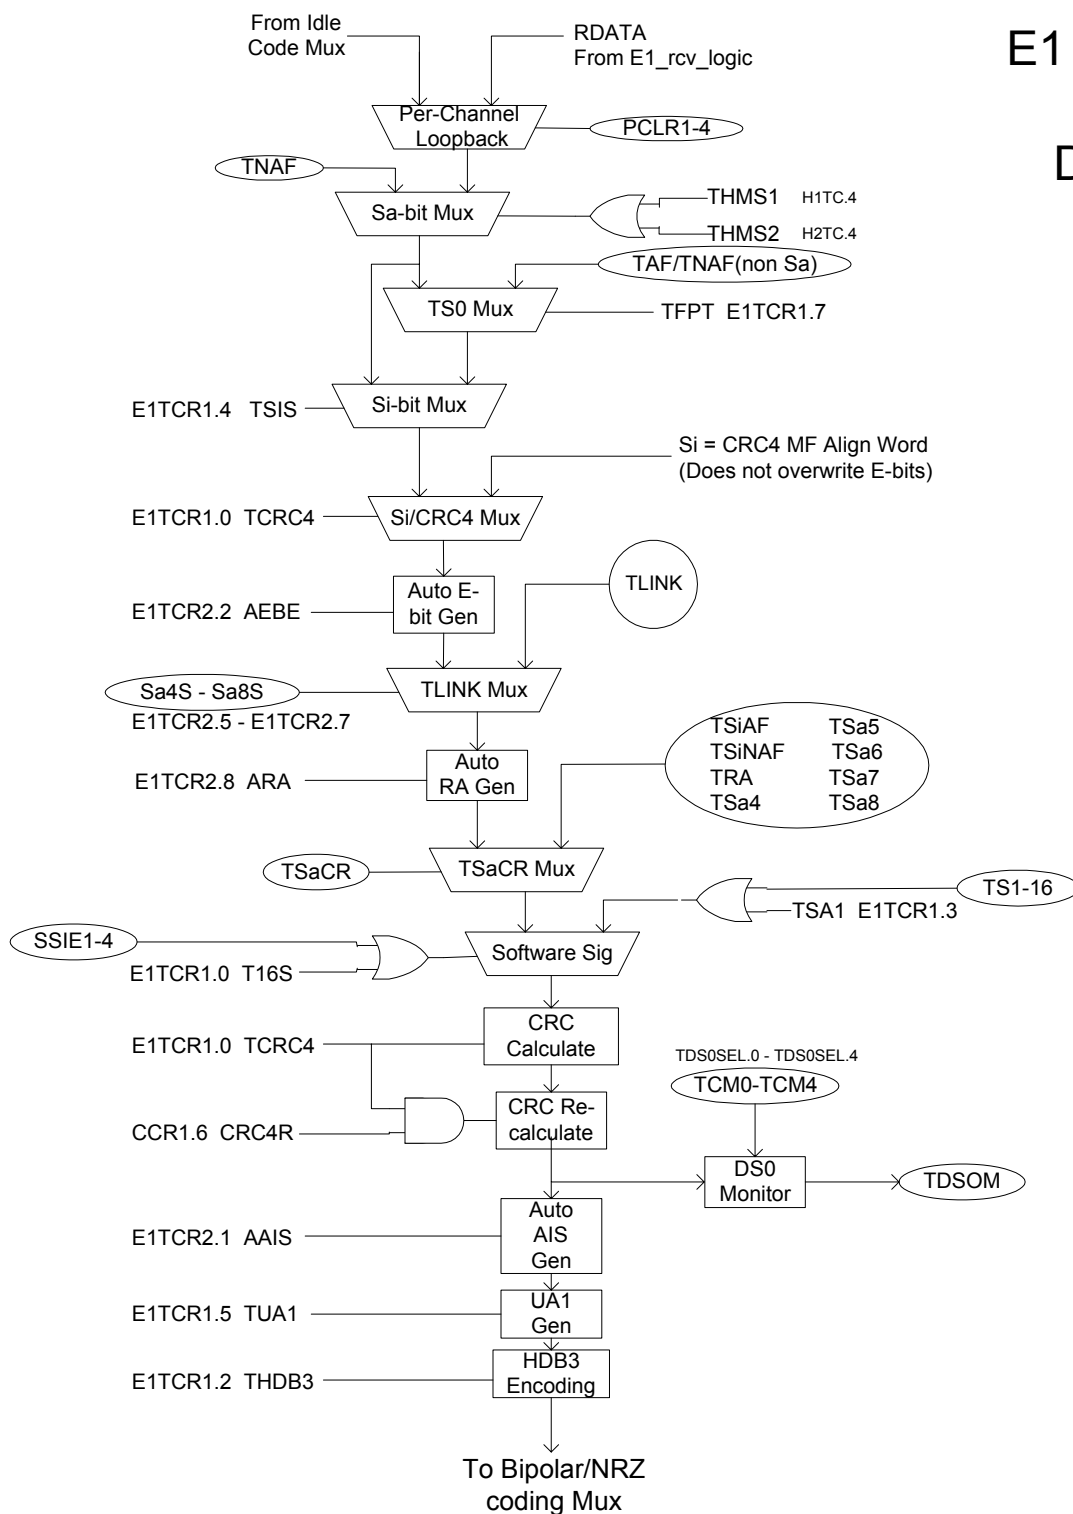 From Idle
Code Mux
RDATA
From E1_rcv_logic
E1
D
Per-Channel
Loopback
PCLR1-4
TNAF
Sa-bit Mux
THMS1 H1TC.4
THMS2 H2TC.4
TAF/TNAF(non Sa)
TS0 Mux
TFPT E1TCR1.7
E1TCR1.4 TSIS
Si-bit Mux
Si = CRC4 MF Align Word
(Does not overwrite E-bits)
E1TCR1.0 TCRC4
Si/CRC4 Mux
Auto E-
bit Gen
TLINK
E1TCR2.2 AEBE
Sa4S - Sa8S
TLINK Mux
E1TCR2.5 - E1TCR2.7
TSiAF TSa5
TSiNAF TSa6
TRA TSa7
TSa4 TSa8
Auto
RA Gen
E1TCR2.8 ARA
TSaCR
TSaCR Mux
TS1-16
TSA1 E1TCR1.3
SSIE1-4
Software Sig
E1TCR1.0 T16S
CRC
Calculate
E1TCR1.0 TCRC4
TDS0SEL.0 - TDS0SEL.4
TCM0-TCM4
CRC Re-
calculate
CCR1.6 CRC4R
DS0
Monitor
TDSOM
Auto
AIS
Gen
E1TCR2.1 AAIS
UA1
Gen
E1TCR1.5 TUA1
HDB3
Encoding
E1TCR1.2 THDB3
To Bipolar/NRZ
coding Mux